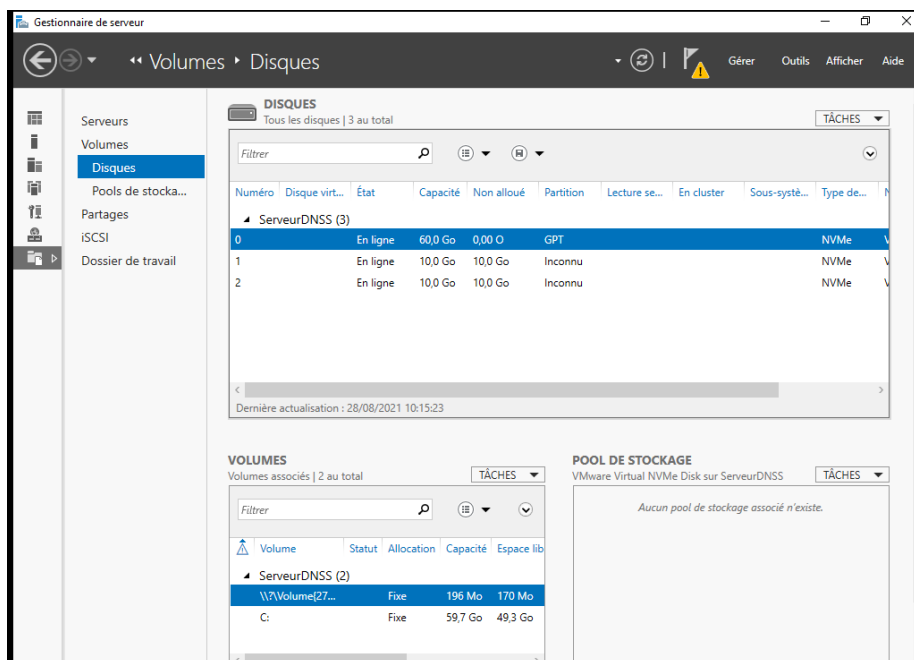 Gestionnaire de serveur
Volumes Disques
Gérer Outils Afficher Aide
Serveurs
Volumes
Disques
Pools de stocka...
Partages
iSCSI
Dossier de travail
DISQUES
Tous les disques | 3 au total
TÂCHES
Filtrer
Numéro Disque virt... État Capacité Non alloué Partition Lecture se... En cluster Sous-systè... Type de... N
ServeurDNSS (3)
0 En ligne 60,0 Go 0,00 O GPT NVMe V
1 En ligne 10,0 Go 10,0 Go Inconnu NVMe V
2 En ligne 10,0 Go 10,0 Go Inconnu NVMe V
Dernière actualisation : 28/08/2021 10:15:23
VOLUMES
Volumes associés | 2 au total
TÂCHES
Filtrer
Volume Statut Allocation Capacité Espace lib
ServeurDNSS (2)
\\?\Volume{27... Fixe 196 Mo 170 Mo
C: Fixe 59,7 Go 49,3 Go
POOL DE STOCKAGE
VMware Virtual NVMe Disk sur ServeurDNSS
TÂCHES
Aucun pool de stockage associé n'existe.